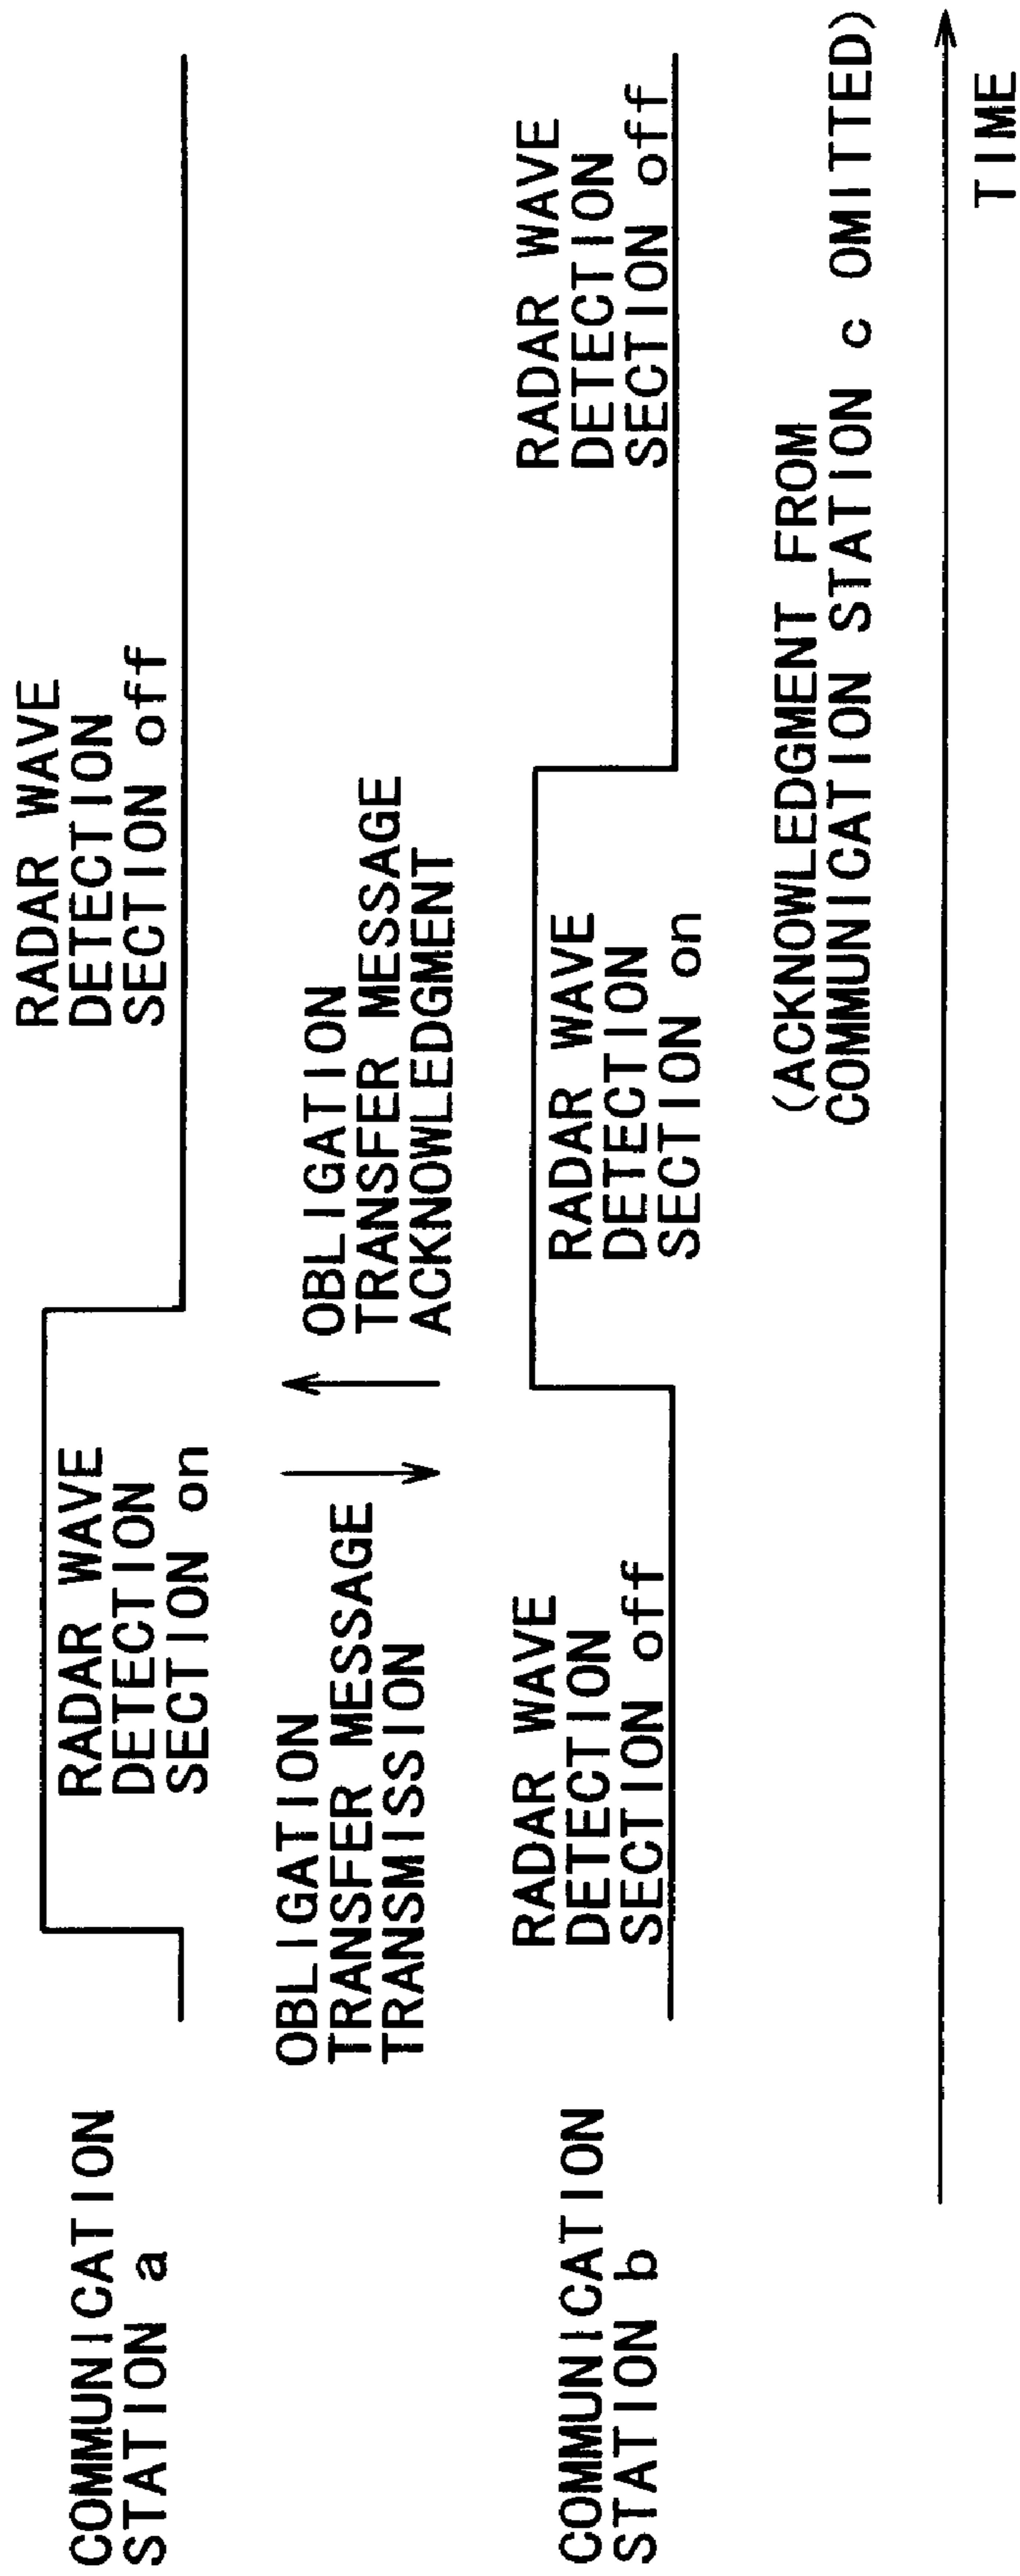 COMMUNICATION
STATION a
RADAR WAVE
DETECTION
SECTION on
RADAR WAVE
DETECTION
SECTION off
OBLIGATION
TRANSFER MESSAGE
TRANSMISSION
OBLIGATION
TRANSFER MESSAGE
ACKNOWLEDGMENT
COMMUNICATION
STATION b
RADAR WAVE
DETECTION
SECTION off
RADAR WAVE
DETECTION
SECTION on
RADAR WAVE
DETECTION
SECTION off
(ACKNOWLEDGMENT FROM
COMMUNICATION STATION c OMITTED)
TIME